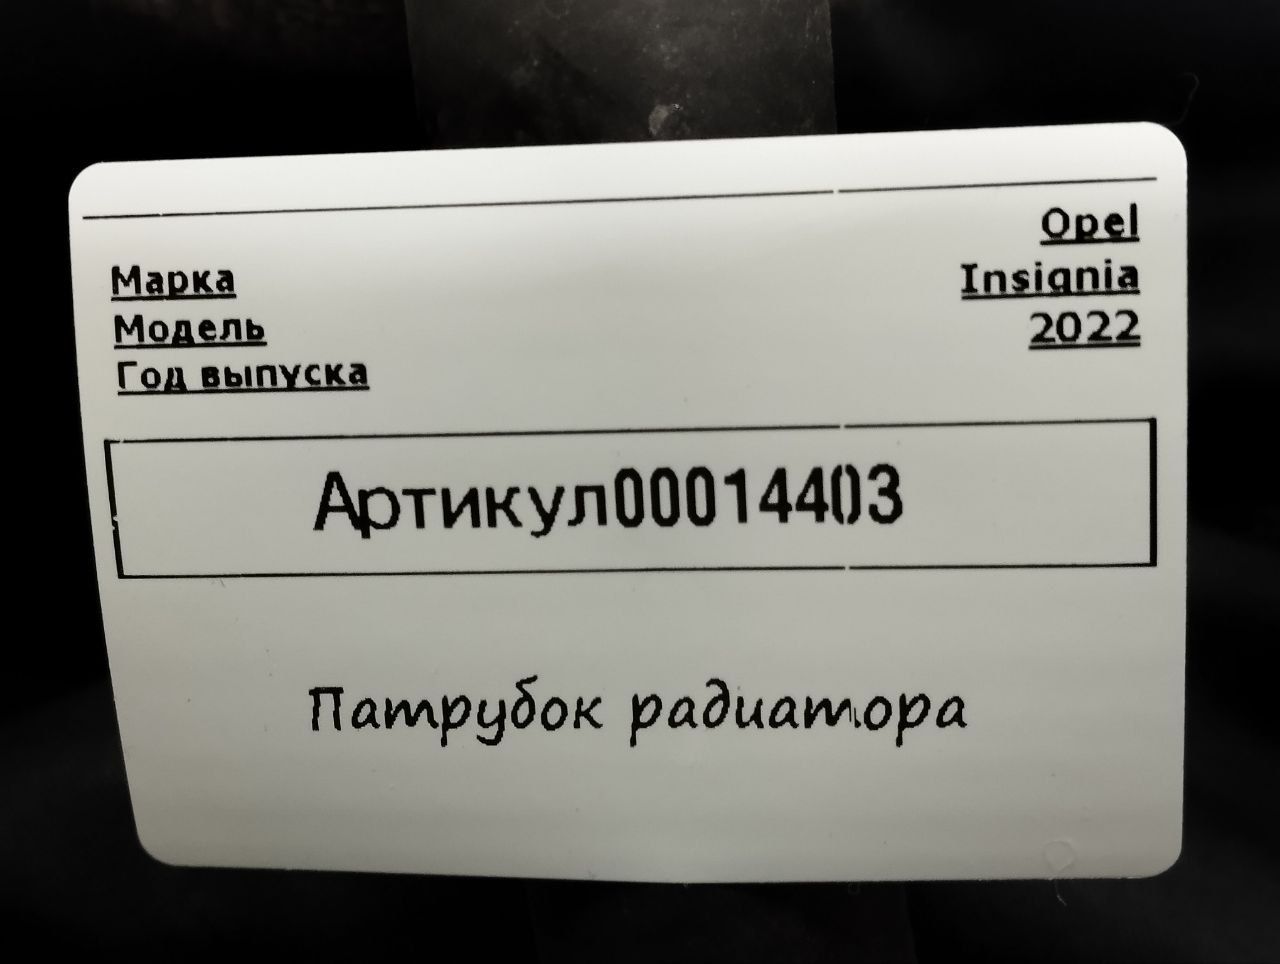 Opel
Марка
Insignia
Модель
2022
Год выпуска
Артикул00014403
Патрубок радиатора